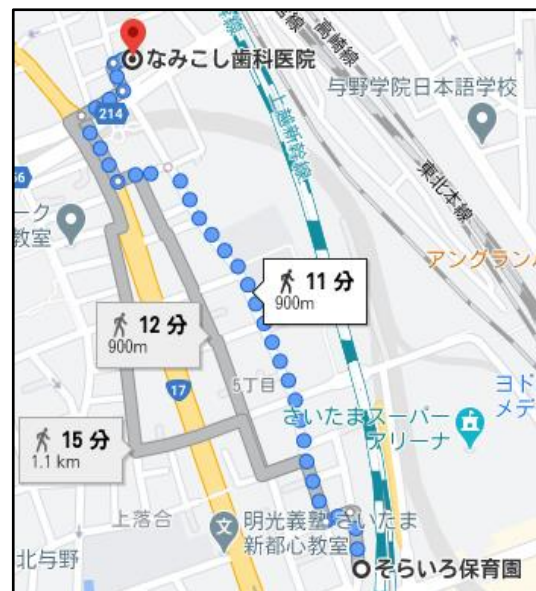 高崎線
なみこし歯科医院
与野学院日本語学校
214
上越新幹線
東北本線
56
ーク
教室
アングランパ
11 分
900m
12 分
900m
5丁目
17
ヨド
メデ
さいたまスーパー
アリーナ
15 分
1.1 km
上落合
明光義塾 さいたま
新都心教室
北与野
そらいろ保育園